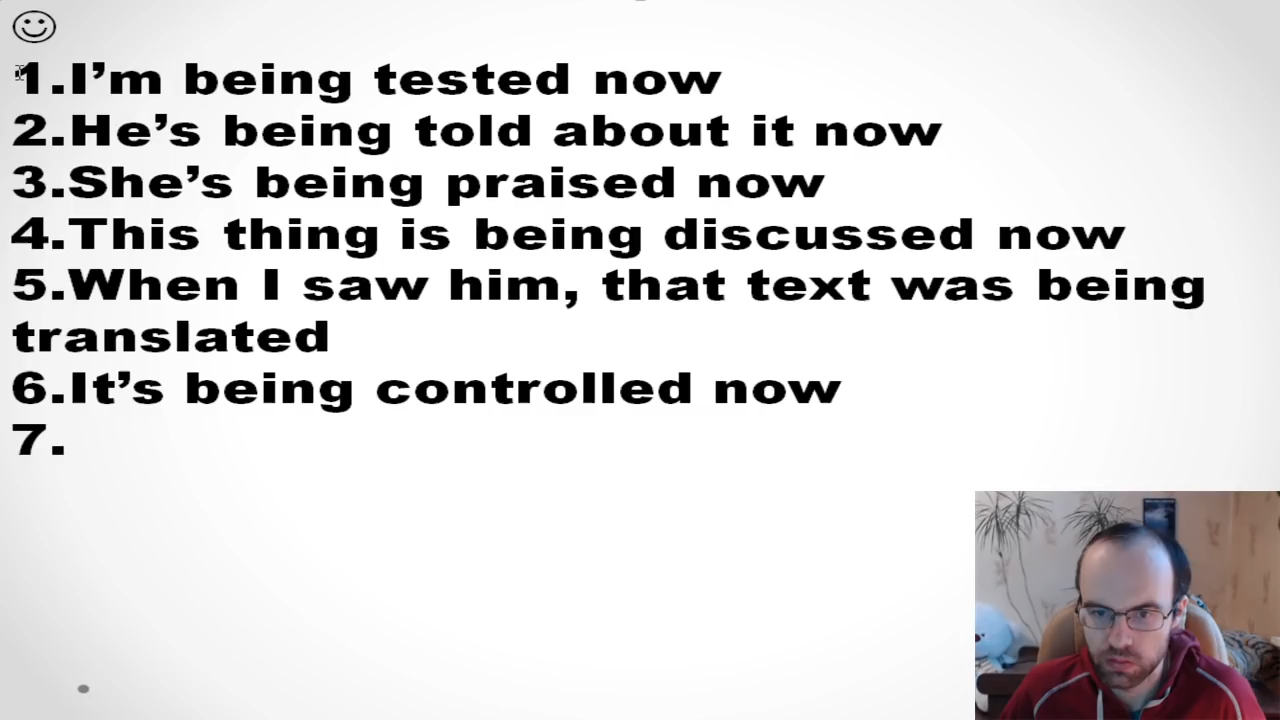 1.I’m being tested now
2.He’s being told about it now
3.She’s being praised now
4.This thing is being discussed now
5.When I saw him, that text was being
translated
6.It’s being controlled now
7.